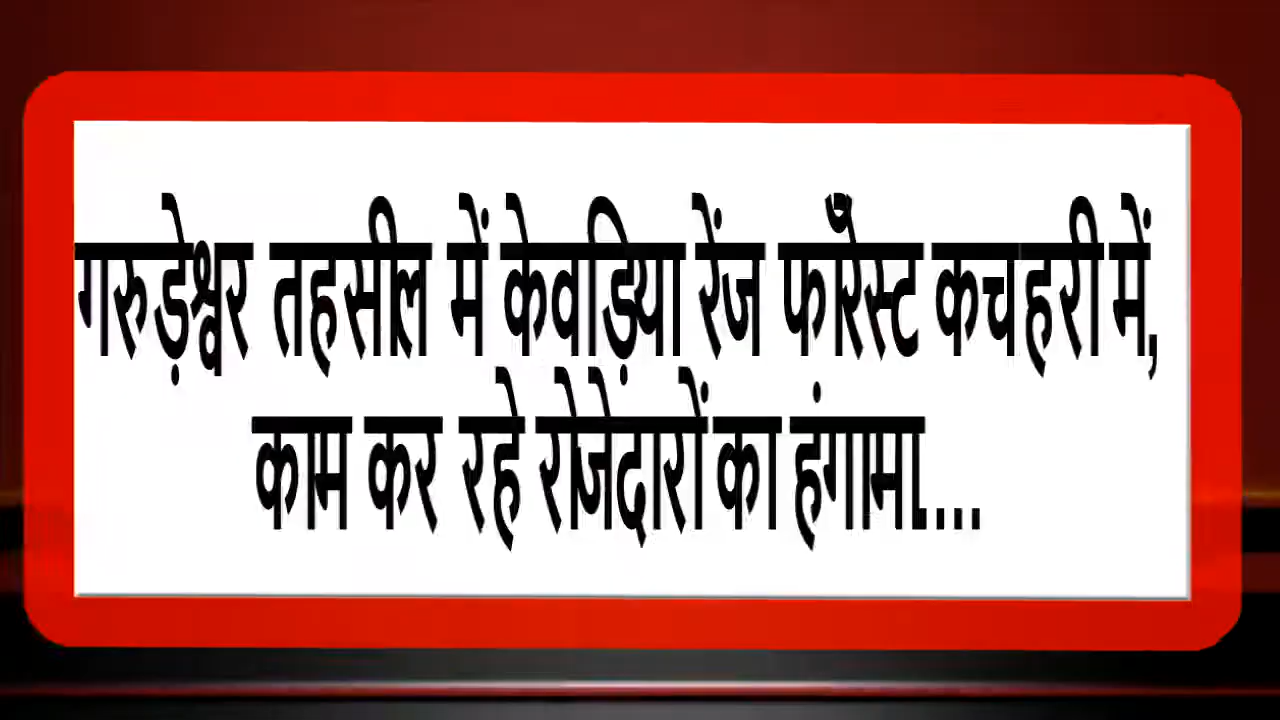 गरुड़ेश्वर तहसील में केवड़िया रेंज फॉरेस्ट कचहरी में,
काम कर रहे रोजेदारों का हंगामा....